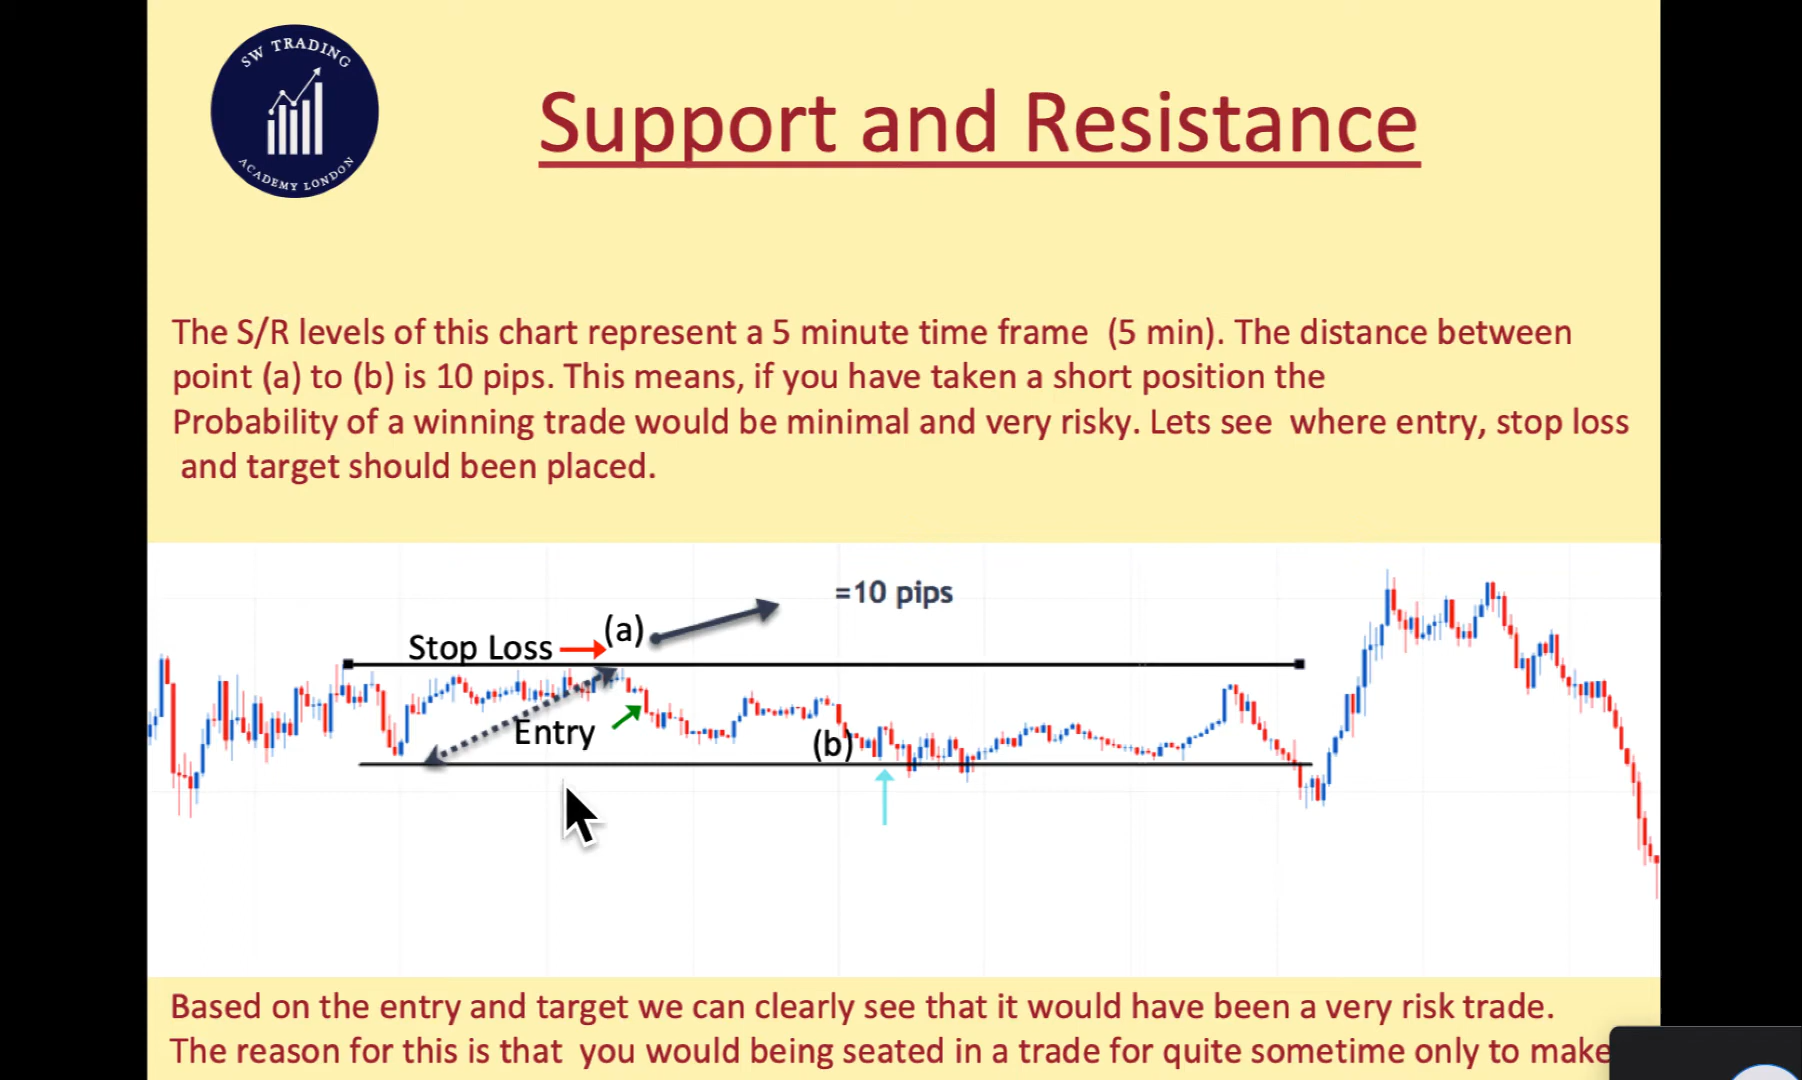 SW TRADING
ACADEMY LONDON
Support and Resistance
The S/R levels of this chart represent a 5 minute time frame (5 min). The distance between
point (a) to (b) is 10 pips. This means, if you have taken a short position the
Probability of a winning trade would be minimal and very risky. Lets see where entry, stop loss
and target should been placed.
=10 pips
Stop Loss
(a)
Entry
(b)
Based on the entry and target we can clearly see that it would have been a very risk trade.
The reason for this is that you would being seated in a trade for quite sometime only to make